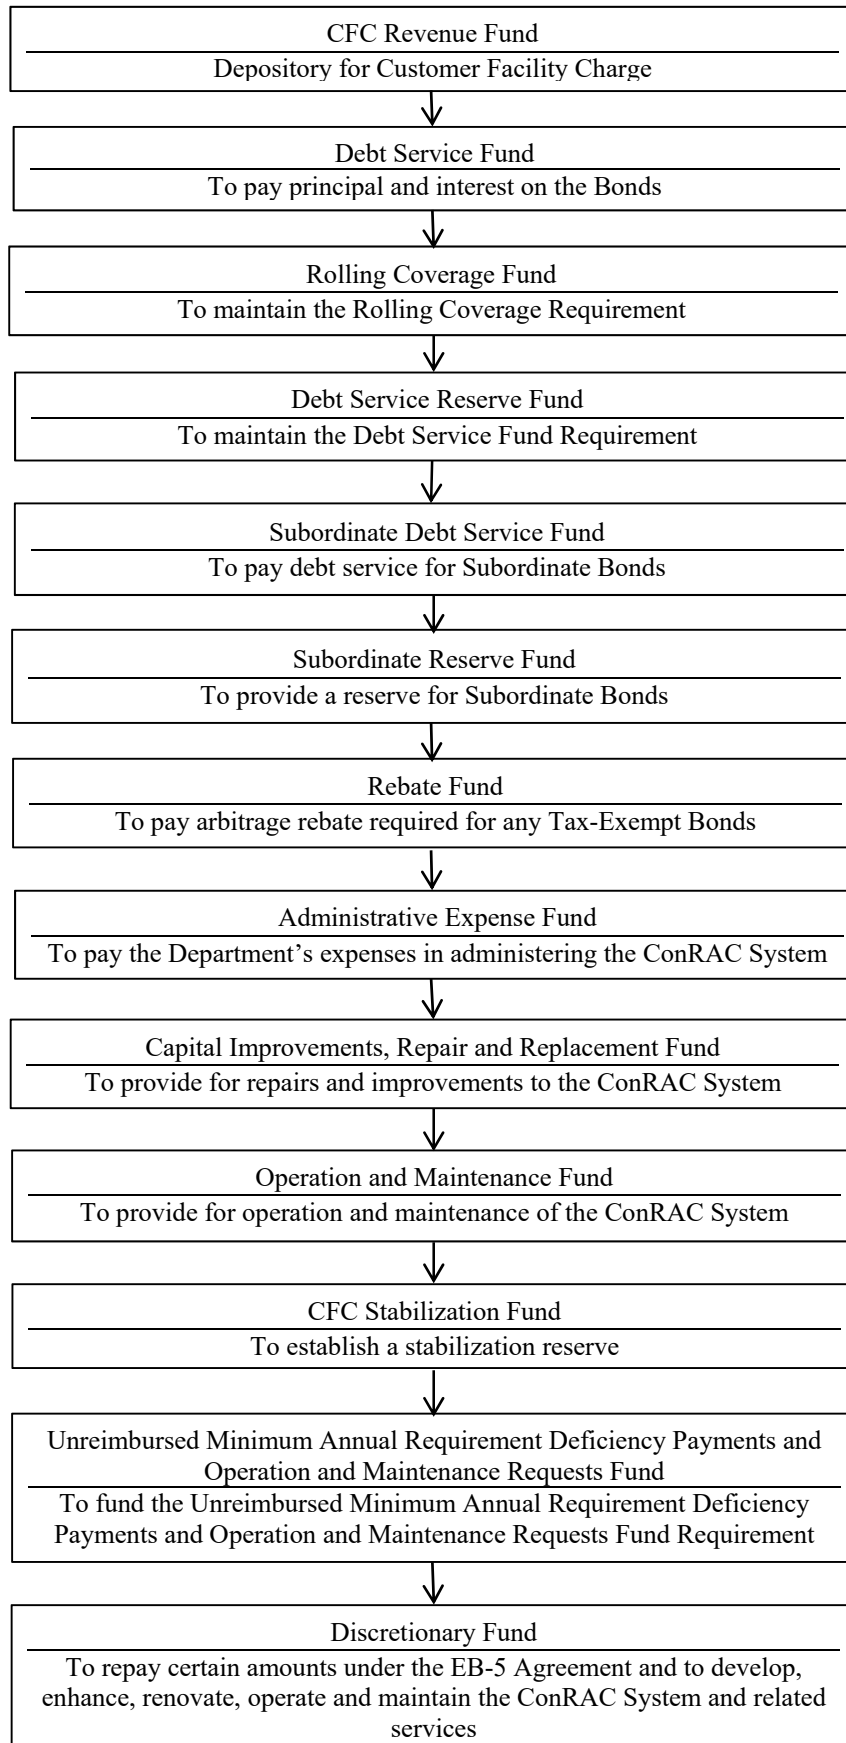 CFC Revenue Fund
Depository for Customer Facility Charge
Debt Service Fund
To pay principal and interest on the Bonds
Rolling Coverage Fund
To maintain the Rolling Coverage Requirement
Debt Service Reserve Fund
To maintain the Debt Service Fund Requirement
Subordinate Debt Service Fund
To pay debt service for Subordinate Bonds
Subordinate Reserve Fund
To provide a reserve for Subordinate Bonds
Rebate Fund
To pay arbitrage rebate required for any Tax-Exempt Bonds
Administrative Expense Fund
To pay the Department’s expenses in administering the ConRAC System
Capital Improvements, Repair and Replacement Fund
To provide for repairs and improvements to the ConRAC System
Operation and Maintenance Fund
To provide for operation and maintenance of the ConRAC System
CFC Stabilization Fund
To establish a stabilization reserve
Unreimbursed Minimum Annual Requirement Deficiency Payments and
Operation and Maintenance Requests Fund
To fund the Unreimbursed Minimum Annual Requirement Deficiency
Payments and Operation and Maintenance Requests Fund Requirement
Discretionary Fund
To repay certain amounts under the EB-5 Agreement and to develop,
enhance, renovate, operate and maintain the ConRAC System and related
services